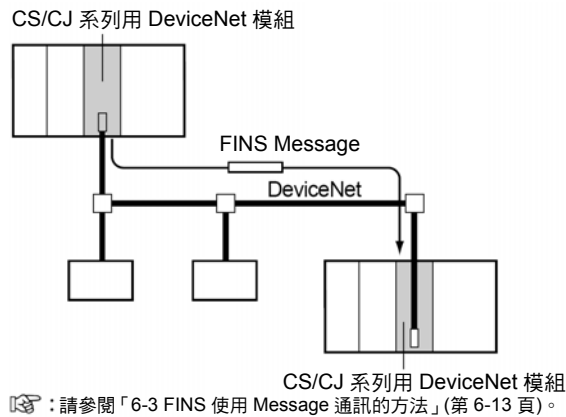 CS/CJ 系列用 DeviceNet 模組
FINS Message
DeviceNet
CS/CJ 系列用 DeviceNet 模組
：請參閱「6-3 FINS 使用 Message 通訊的方法」(第 6-13 頁)。